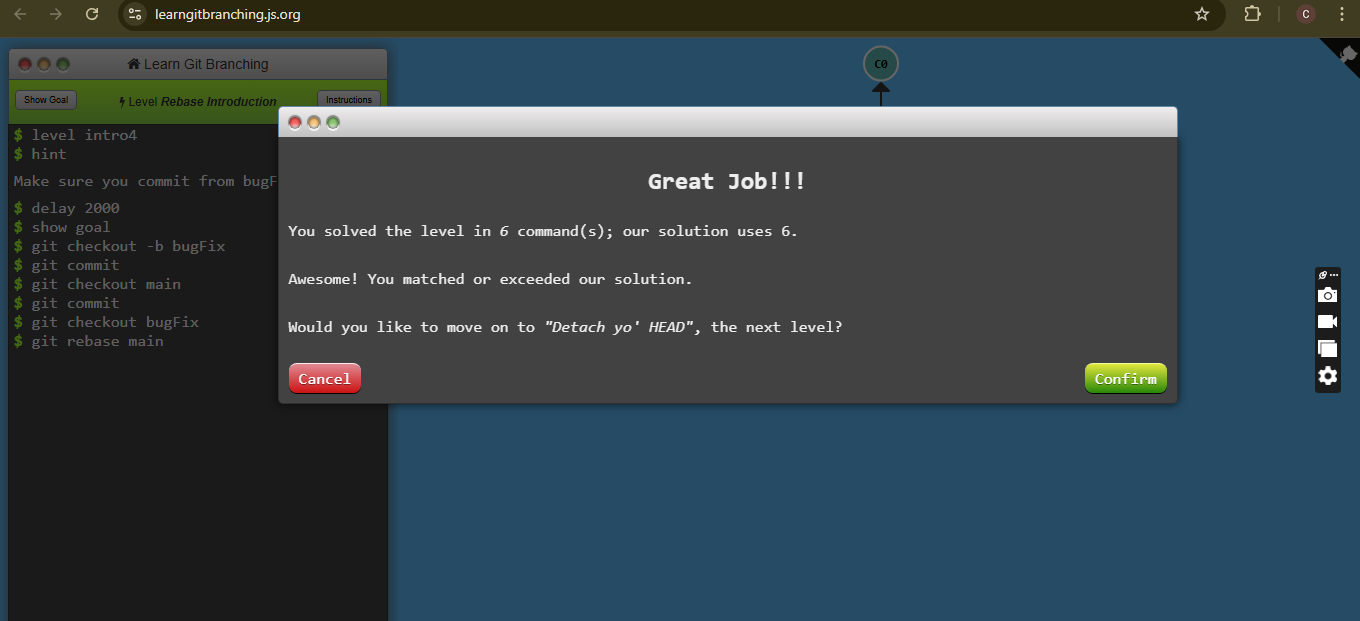 learngitbranching.js.org
C
Learn Git Branching
Show Goal
Level Rebase Introduction
Instructions
C0
$ level intro4
$ hint
Make sure you commit from bugF
$ delay 2000
$ show goal
$ git checkout -b bugFix
$ git commit
$ git checkout main
$ git commit
$ git checkout bugFix
$ git rebase main
Great Job!!!
You solved the level in 6 command(s); our solution uses 6.
Awesome! You matched or exceeded our solution.
Would you like to move on to "Detach yo' HEAD", the next level?
Cancel
Confirm